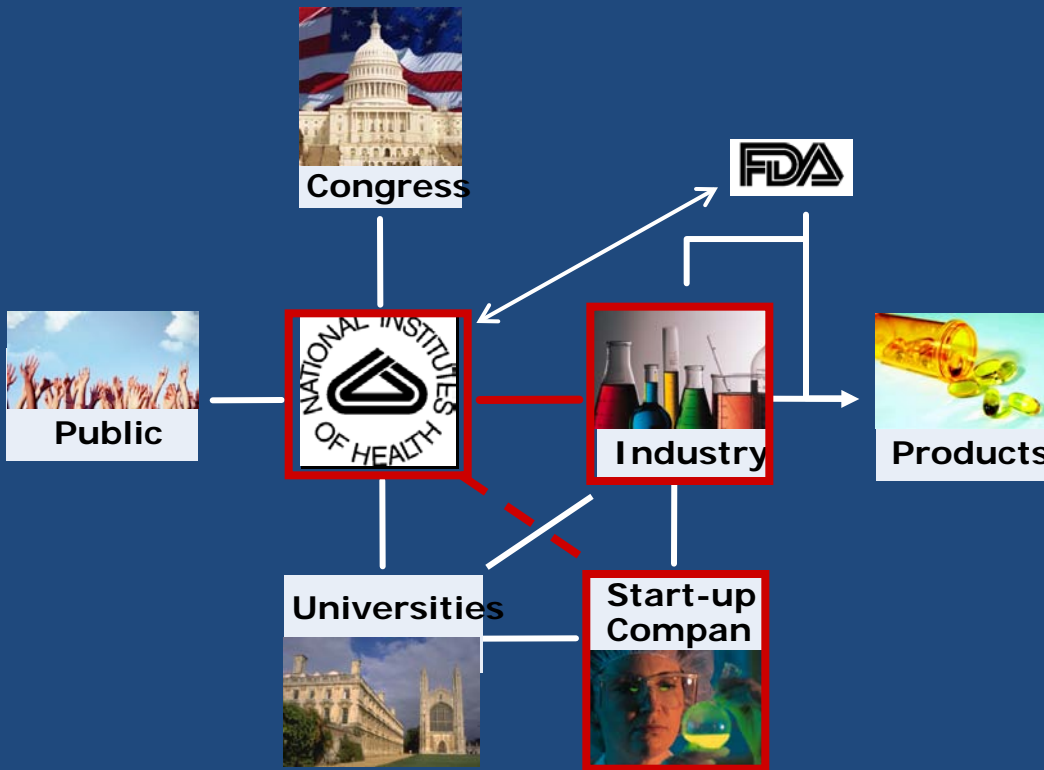 Congress
FDA
NATIONAL INSTITUTES
OF HEALTH
Public
Industry
Products
Universities
Start-up
Compan